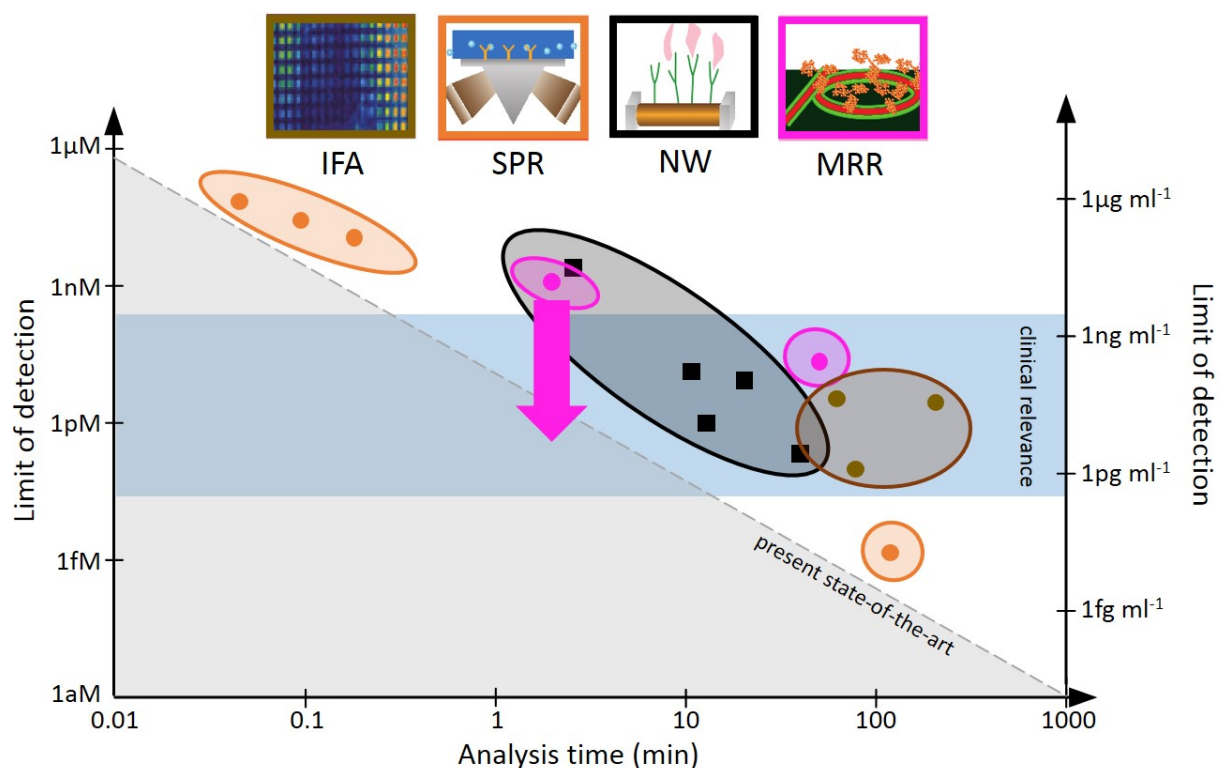 IFA
SPR
NW
MRR
1µM
1nM
1pM
1fM
1aM
Limit of detection
1µg ml⁻¹
1ng ml⁻¹
1pg ml⁻¹
1fg ml⁻¹
Limit of detection
clinical relevance
present state-of-the-art
0.01
0.1
1
10
100
1000
Analysis time (min)